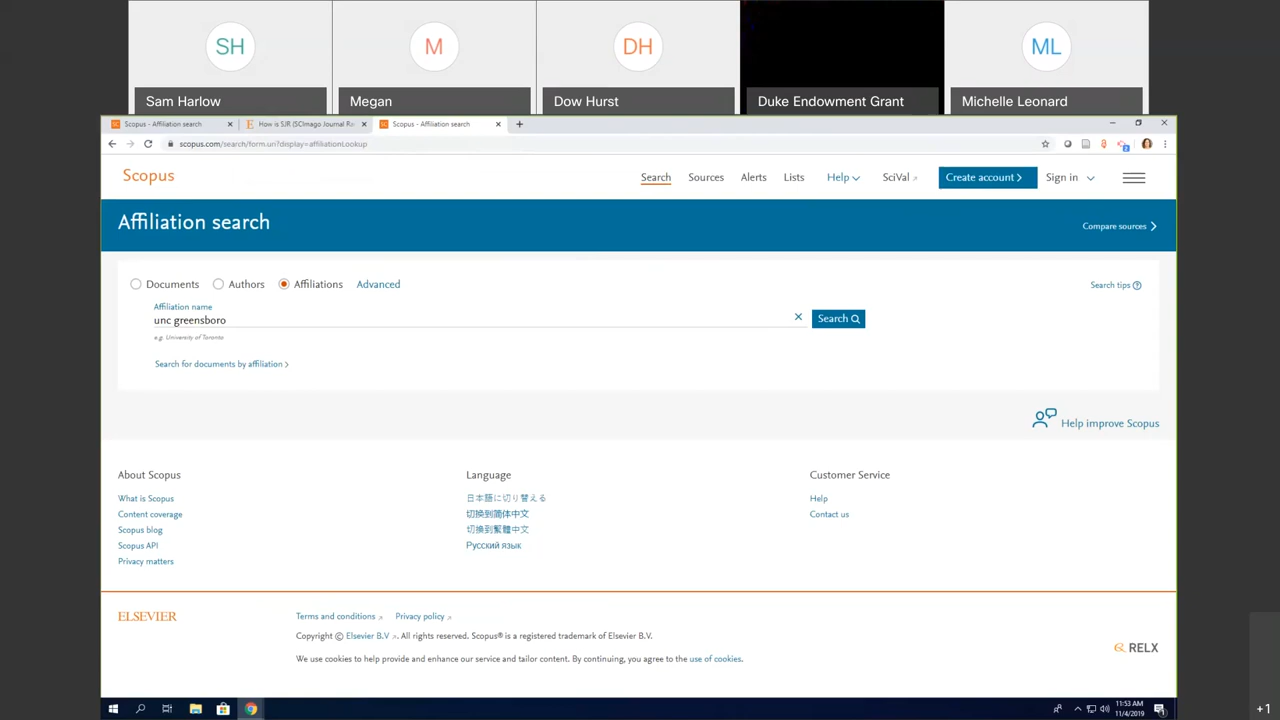 SH
M
DH
ML
Sam Harlow
Megan
Dow Hurst
Duke Endowment Grant
Michelle Leonard
Scopus - Affiliation search
How is SJR (SCImago Journal Ra
Scopus - Affiliation search
scopus.com/search/form.uri?display=affiliationLookup
Scopus
Search
Sources
Alerts
Lists
Help
SciVal
Create account
Sign in
Affiliation search
Compare sources
Documents
Authors
Affiliations
Advanced
Search tips
Affiliation name
unc greensboro
Search
e.g. University of Toronto
Search for documents by affiliation
Help improve Scopus
About Scopus
Language
Customer Service
What is Scopus
日本語に切り替える
Help
Content coverage
切换到简体中文
Contact us
Scopus blog
切換到繁體中文
Scopus API
Русский язык
Privacy matters
ELSEVIER
Terms and conditions
Privacy policy
Copyright © Elsevier B.V . All rights reserved. Scopus® is a registered trademark of Elsevier B.V.
RELX
We use cookies to help provide and enhance our service and tailor content. By continuing, you agree to the use of cookies.
11:53 AM
11/4/2019
+1